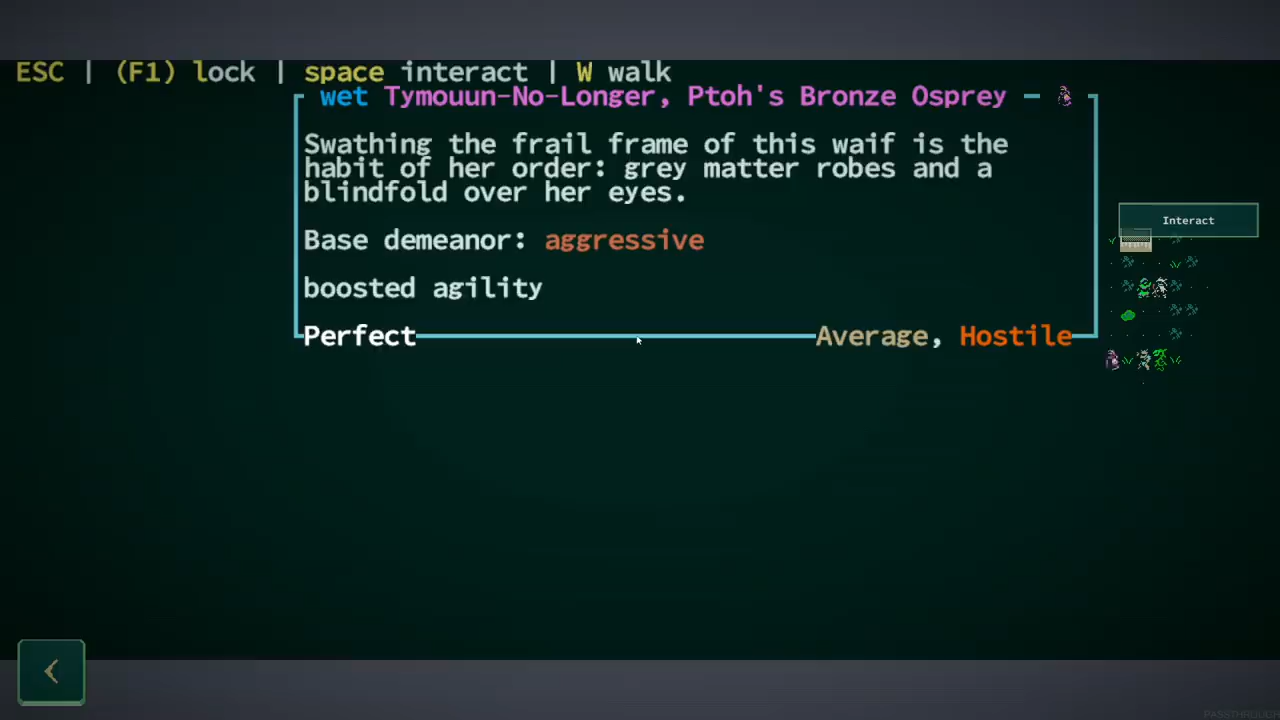 ESC | (F1) lock | space interact | W walk
wet Tymouun-No-Longer, Ptoh's Bronze Osprey
Swathing the frail frame of this waif is the
habit of her order: grey matter robes and a
blindfold over her eyes.
Interact
Base demeanor: aggressive
boosted agility
Perfect
Average, Hostile